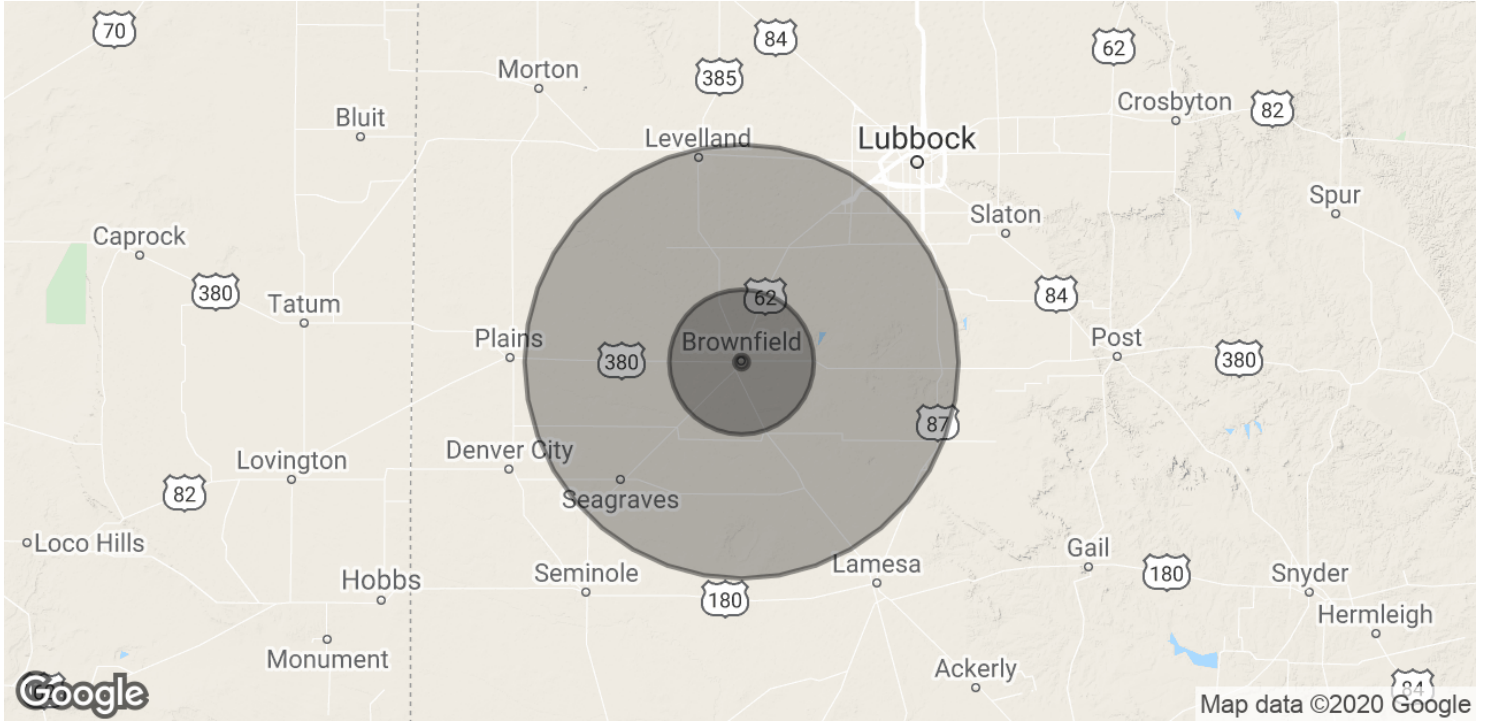 70
84
62
Morton
385
Crosbyton
82
Bluit
Levelland
Lubbock
Spur
Slaton
Caprock
380
Tatum
62
84
Plains
Brownfield
Post
380
380
87
Denver City
Lovington
82
Seagraves
Loco Hills
Gail
Hobbs
Seminole
Lamesa
180
Snyder
180
Hermleigh
Monument
Ackerly
Google
84
Map data ©2020 Google